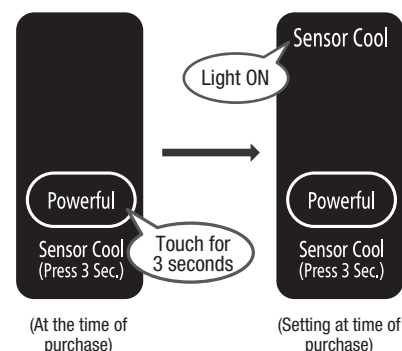 Sensor Cool
Light ON
Powerful
Sensor Cool
(Press 3 Sec.)
Touch for
3 seconds
Powerful
Sensor Cool
(Press 3 Sec.)
(At the time of
purchase)
(Setting at time of
purchase)